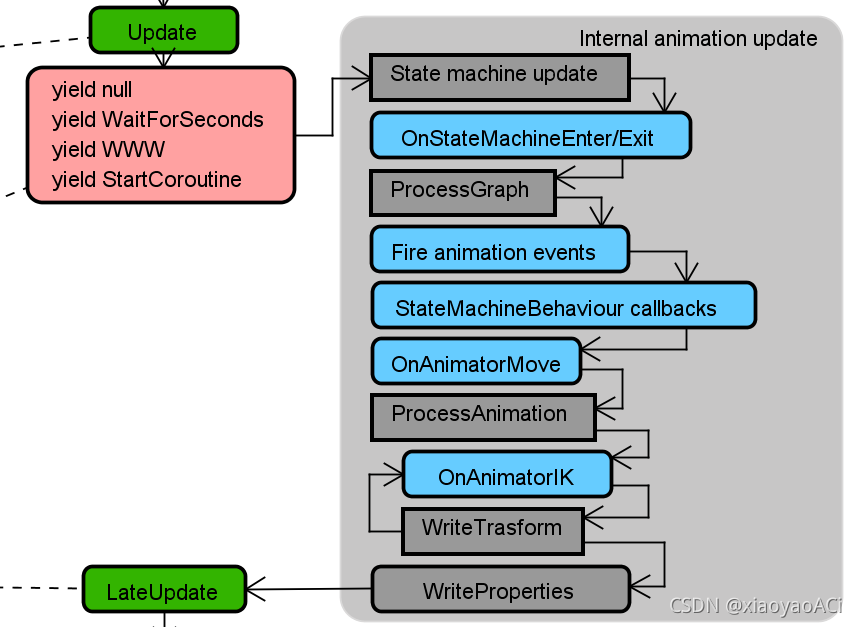 Update
yield null
yield WaitForSeconds
yield WWW
yield StartCoroutine
Internal animation update
State machine update
OnStateMachineEnter/Exit
ProcessGraph
Fire animation events
StateMachineBehaviour callbacks
OnAnimatorMove
ProcessAnimation
OnAnimatorIK
WriteTrasform
WriteProperties
LateUpdate
CSDN @xiaoyaoACi